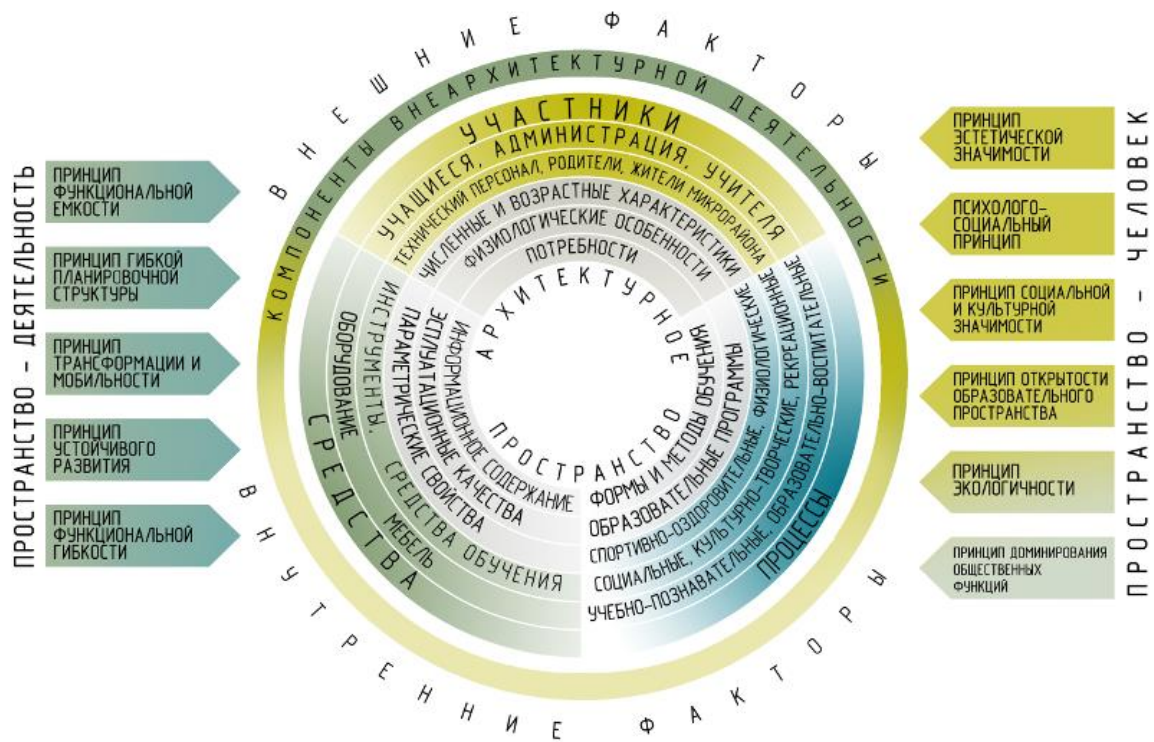 ВНЕШНИЕ ФАКТОРЫ
КОМПОНЕНТЫ ВНЕАРХИТЕКТУРНОЙ ДЕЯТЕЛЬНОСТИ
УЧАСТНИКИ
УЧАЩИЕСЯ, АДМИНИСТРАЦИЯ, УЧИТЕЛЯ
ТЕХНИЧЕСКИЙ ПЕРСОНАЛ, РОДИТЕЛИ, ЖИТЕЛИ МИКРОРАЙОНА
ЧИСЛЕННЫЕ И ВОЗРАСТНЫЕ ХАРАКТЕРИСТИКИ
ФИЗИОЛОГИЧЕСКИЕ ОСОБЕННОСТИ
ПОТРЕБНОСТИ
АРХИТЕКТУРНОЕ
ПРОСТРАНСТВО
ПРОСТРАНСТВО - ДЕЯТЕЛЬНОСТЬ
ПРИНЦИП
ФУНКЦИОНАЛЬНОЙ
ЕМКОСТИ
ПРИНЦИП ГИБКОЙ
ПЛАНИРОВОЧНОЙ
СТРУКТУРЫ
ПРИНЦИП
ТРАНСФОРМАЦИИ И
МОБИЛЬНОСТИ
ПРИНЦИП
УСТОЙЧИВОГО
РАЗВИТИЯ
ПРИНЦИП
ФУНКЦИОНАЛЬНОЙ
ГИБКОСТИ
ИНФОРМАЦИОННОЕ СОДЕРЖАНИЕ
ЭСПЛУАТАЦИОННЫЕ КАЧЕСТВА
ПАРАМЕТРИЧЕСКИЕ СВОЙСТВА
ИНСТРУМЕНТЫ, СРЕДСТВА ОБУЧЕНИЯ
ОБОРУДОВАНИЕ МЕБЕЛЬ
СРЕДСТВА
ФОРМЫ И МЕТОДЫ ОБУЧЕНИЯ
ОБРАЗОВАТЕЛЬНЫЕ ПРОГРАММЫ
СПОРТИВНО-ОЗДОРОВИТЕЛЬНЫЕ, ФИЗИОЛОГИЧЕСКИЕ
СОЦИАЛЬНЫЕ, КУЛЬТУРНО-ТВОРЧЕСКИЕ, РЕКРЕАЦИОННЫЕ
УЧЕБНО-ПОЗНАВАТЕЛЬНЫЕ, ОБРАЗОВАТЕЛЬНО-ВОСПИТАТЕЛЬНЫЕ
ПРОЦЕССЫ
ВНУТРЕННИЕ ФАКТОРЫ
ПРИНЦИП
ЭСТЕТИЧЕСКОЙ
ЗНАЧИМОСТИ
ПСИХОЛОГО-
СОЦИАЛЬНЫЙ
ПРИНЦИП
ПРИНЦИП СОЦИАЛЬНОЙ
И КУЛЬТУРНОЙ
ЗНАЧИМОСТИ
ПРИНЦИП ОТКРЫТОСТИ
ОБРАЗОВАТЕЛЬНОГО
ПРОСТРАНСТВА
ПРИНЦИП
ЭКОЛОГИЧНОСТИ
ПРИНЦИП ДОМИНИРОВАНИЯ
ОБЩЕСТВЕННЫХ
ФУНКЦИЙ
ПРОСТРАНСТВО - ЧЕЛОВЕК